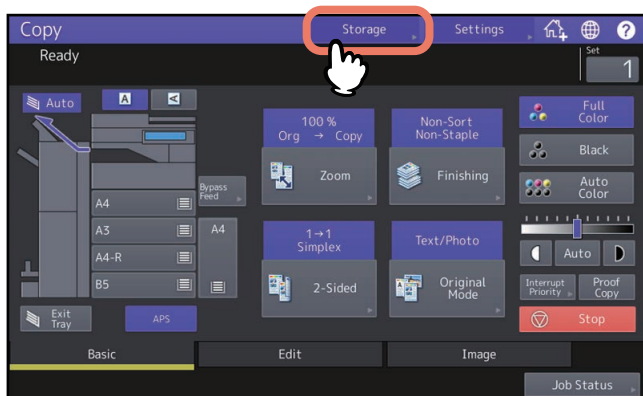 Copy
Storage
Settings
?
Ready
Set
1
Auto
A
A
100 %
Org → Copy
Zoom
Non-Sort
Non-Staple
Finishing
Full
Color
Black
Auto
Color
Bypass
Feed
A4
A3
A4-R
B5
A4
1→1
Simplex
2-Sided
Text/Photo
Original
Mode
Auto
Interrupt
Priority
Proof
Copy
Exit
Tray
APS
Stop
Basic
Edit
Image
Job Status